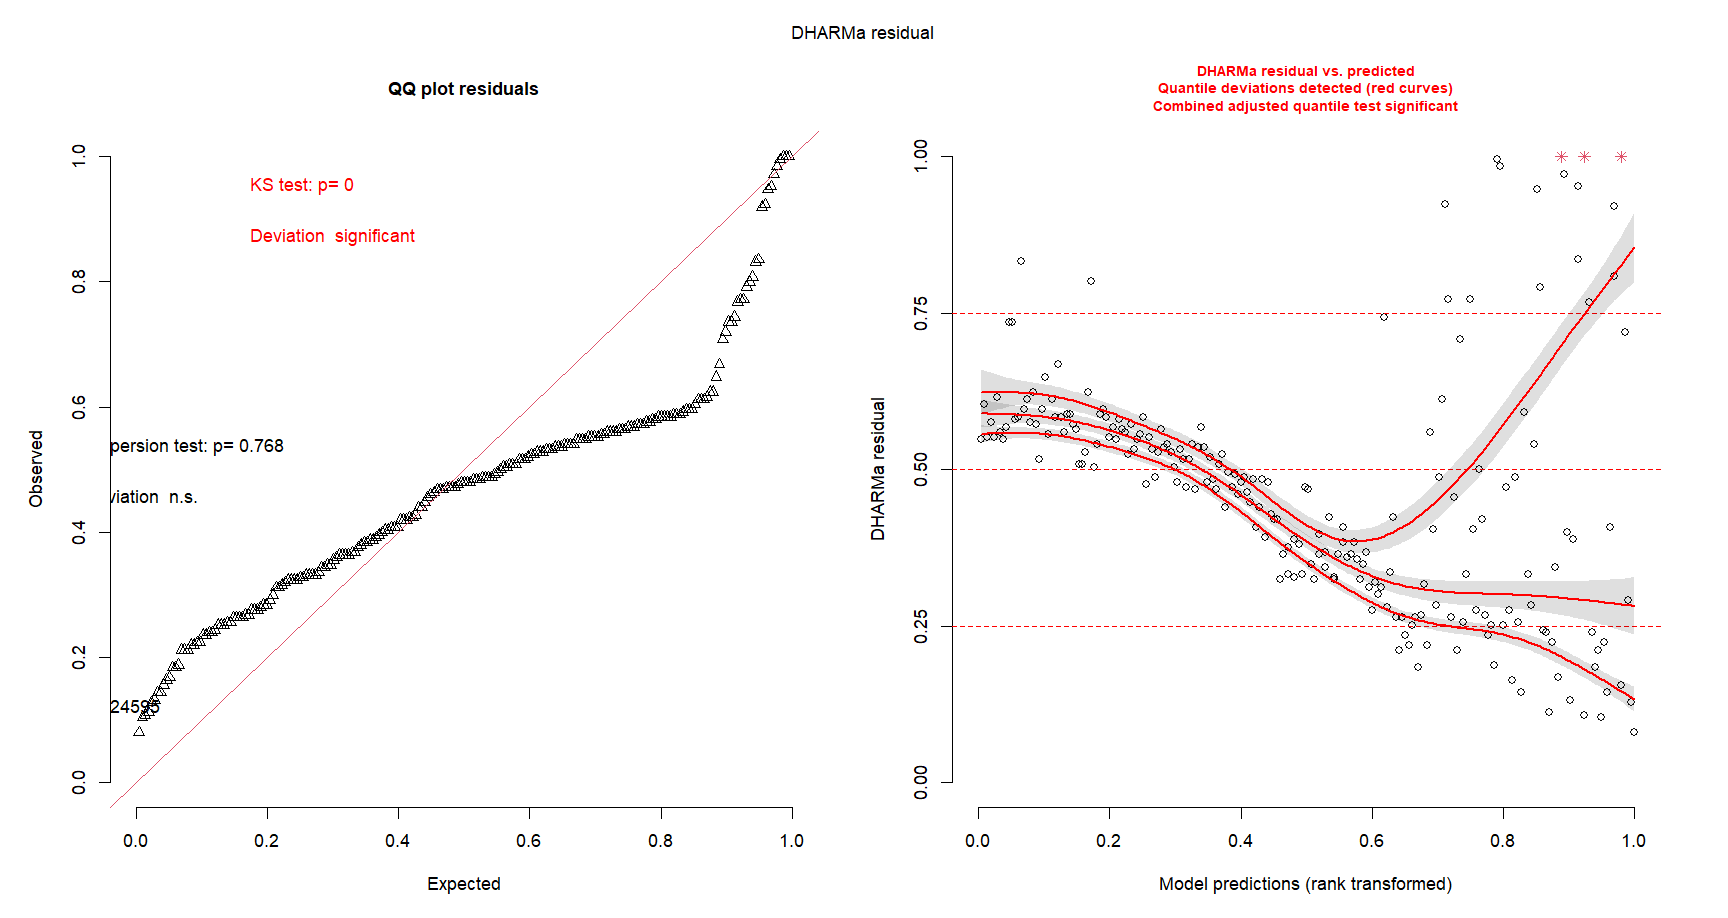 DHARMa residual
QQ plot residuals
KS test: p= 0
Deviation  significant
persion test: p= 0.768
viation  n.s.
24595
Observed
0.0
0.2
0.4
0.6
0.8
1.0
0.0
0.2
0.4
0.6
0.8
1.0
Expected
DHARMa residual vs. predicted
Quantile deviations detected (red curves)
Combined adjusted quantile test significant
DHARMa residual
0.00
0.25
0.50
0.75
1.00
0.0
0.2
0.4
0.6
0.8
1.0
Model predictions (rank transformed)